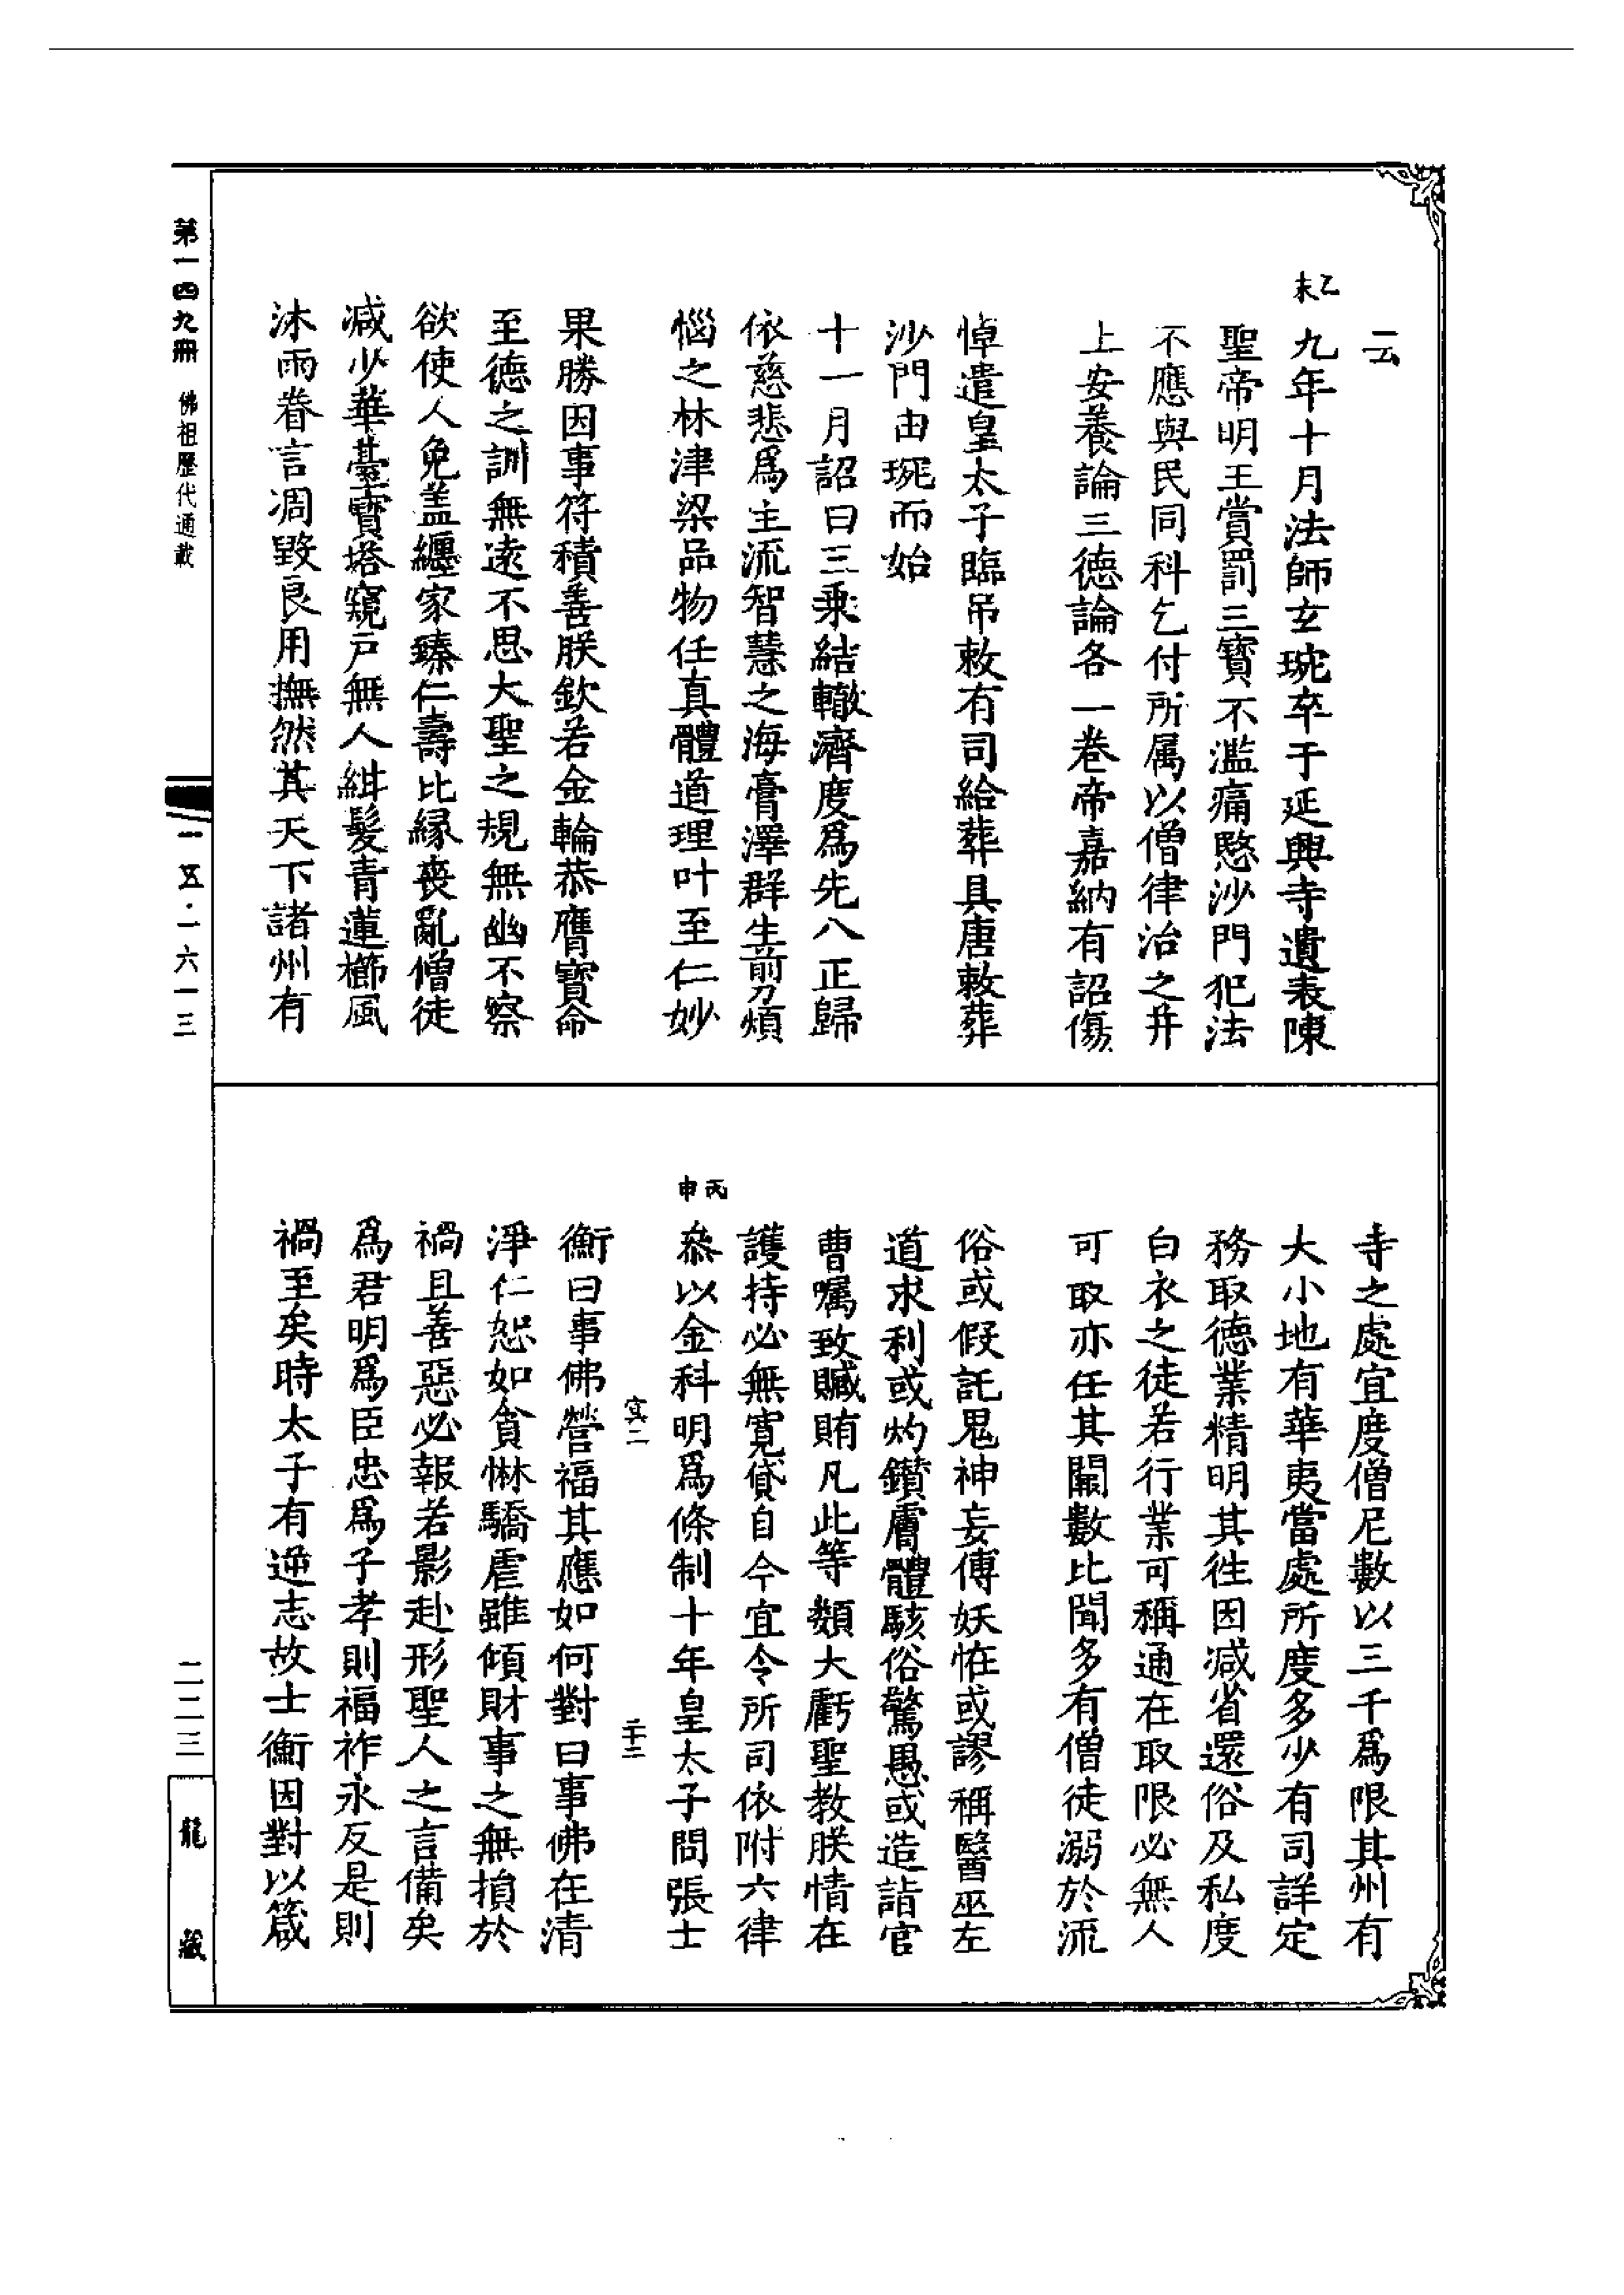 云
乙未
九年十月法師玄琬卒于延興寺遺表陳
聖帝明王賞罰三寶不濫痛愍沙門犯法
不應與民同科乞付所属以僧律治之并
上安養論三德論各一卷帝嘉納有詔傷
悼遣皇太子臨吊敕有司給葬具唐敕葬
沙門由琬而始
十一月詔曰三乘結轍濟度爲先八正歸
依慈悲爲主流智慧之海膏澤群生剪煩
惱之林津梁品物任真體道理叶至仁妙
果勝因事符積善朕欽若金輪恭膺寶命
至德之訓無遠不思大聖之規無幽不察
欲使人免盖纏家臻仁壽比緣喪亂僧徒
减少華臺寶塔窺戶無人紺髮青蓮櫛風
沐雨眷言凋毀良用撫然其天下諸州有
寺之處宜度僧尼數以三千爲限其州有
大小地有華夷當處所度多少有司詳定
務取德業精明其徃因减省還俗及私度
白衣之徒若行業可稱通在取限必無人
可取亦任其闕數比聞多有僧徒溺於流
俗或假託鬼神妄傳妖恠或謬稱醫巫左
道求利或灼鑽膚體駭俗驚愚或造詣官
曹囑致贓賄凡此等類大虧聖教朕情在
護持必無寬貸自今宜令所司依附六律
丙申
叅以金科明爲條制十年皇太子問張士
寘二
二十二
衡曰事佛營福其應如何對曰事佛在清
淨仁恕如貪惏驕虐雖傾財事之無損於
禍且善惡必報若影赴形聖人之言備矣
爲君明爲臣忠爲子孝則福祚永反是則
禍至矣時太子有逆志故士衡因對以箴
第一四九冊
佛祖歷代通載
一五·一六一三
二二三
龍藏